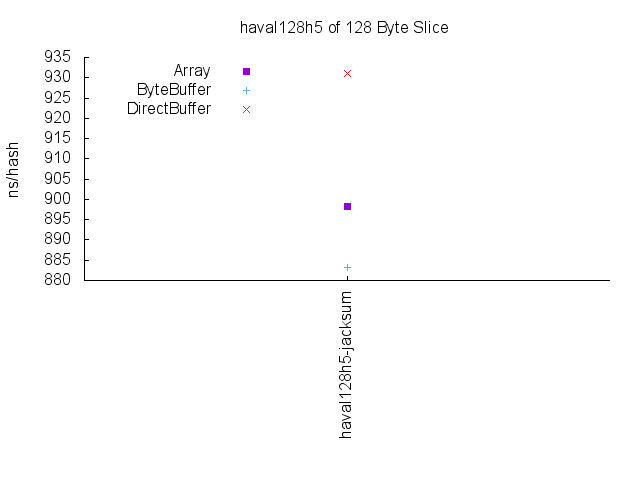 haval128h5 of 128 Byte Slice
935
930
925
920
915
910
905
900
895
890
885
880
ns/hash
Array
ByteBuffer
DirectBuffer
haval128h5-jacksum